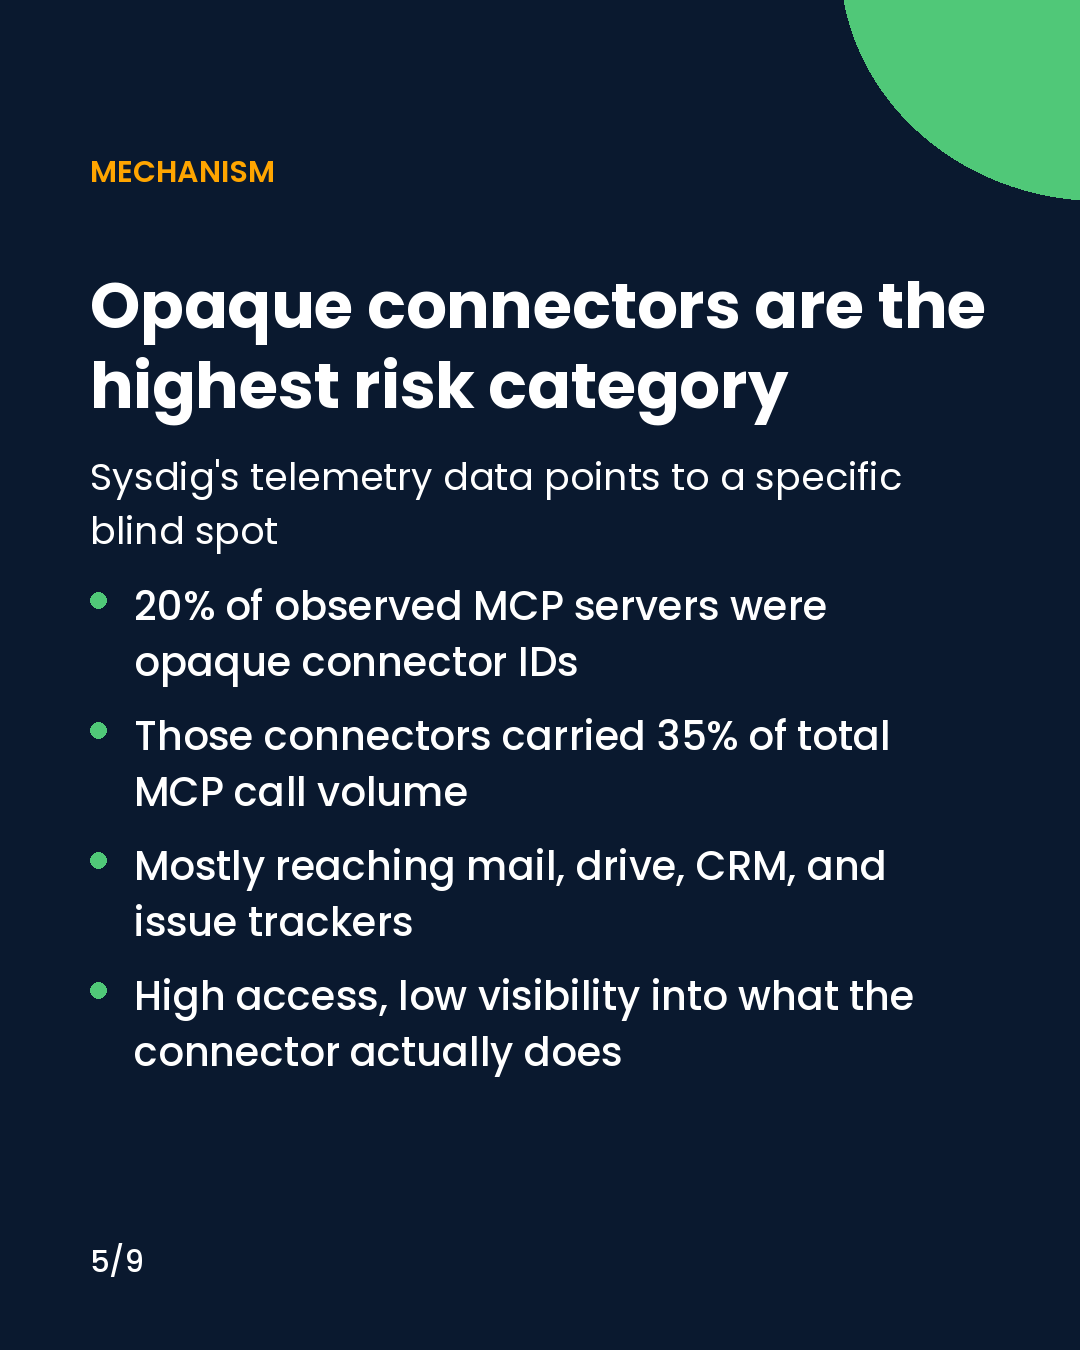 MECHANISM
Opaque connectors are the
highest risk category
Sysdig's telemetry data points to a specific
blind spot
20% of observed MCP servers were
opaque connector IDs
Those connectors carried 35% of total
MCP call volume
Mostly reaching mail, drive, CRM, and
issue trackers
High access, low visibility into what the
connector actually does
5/9